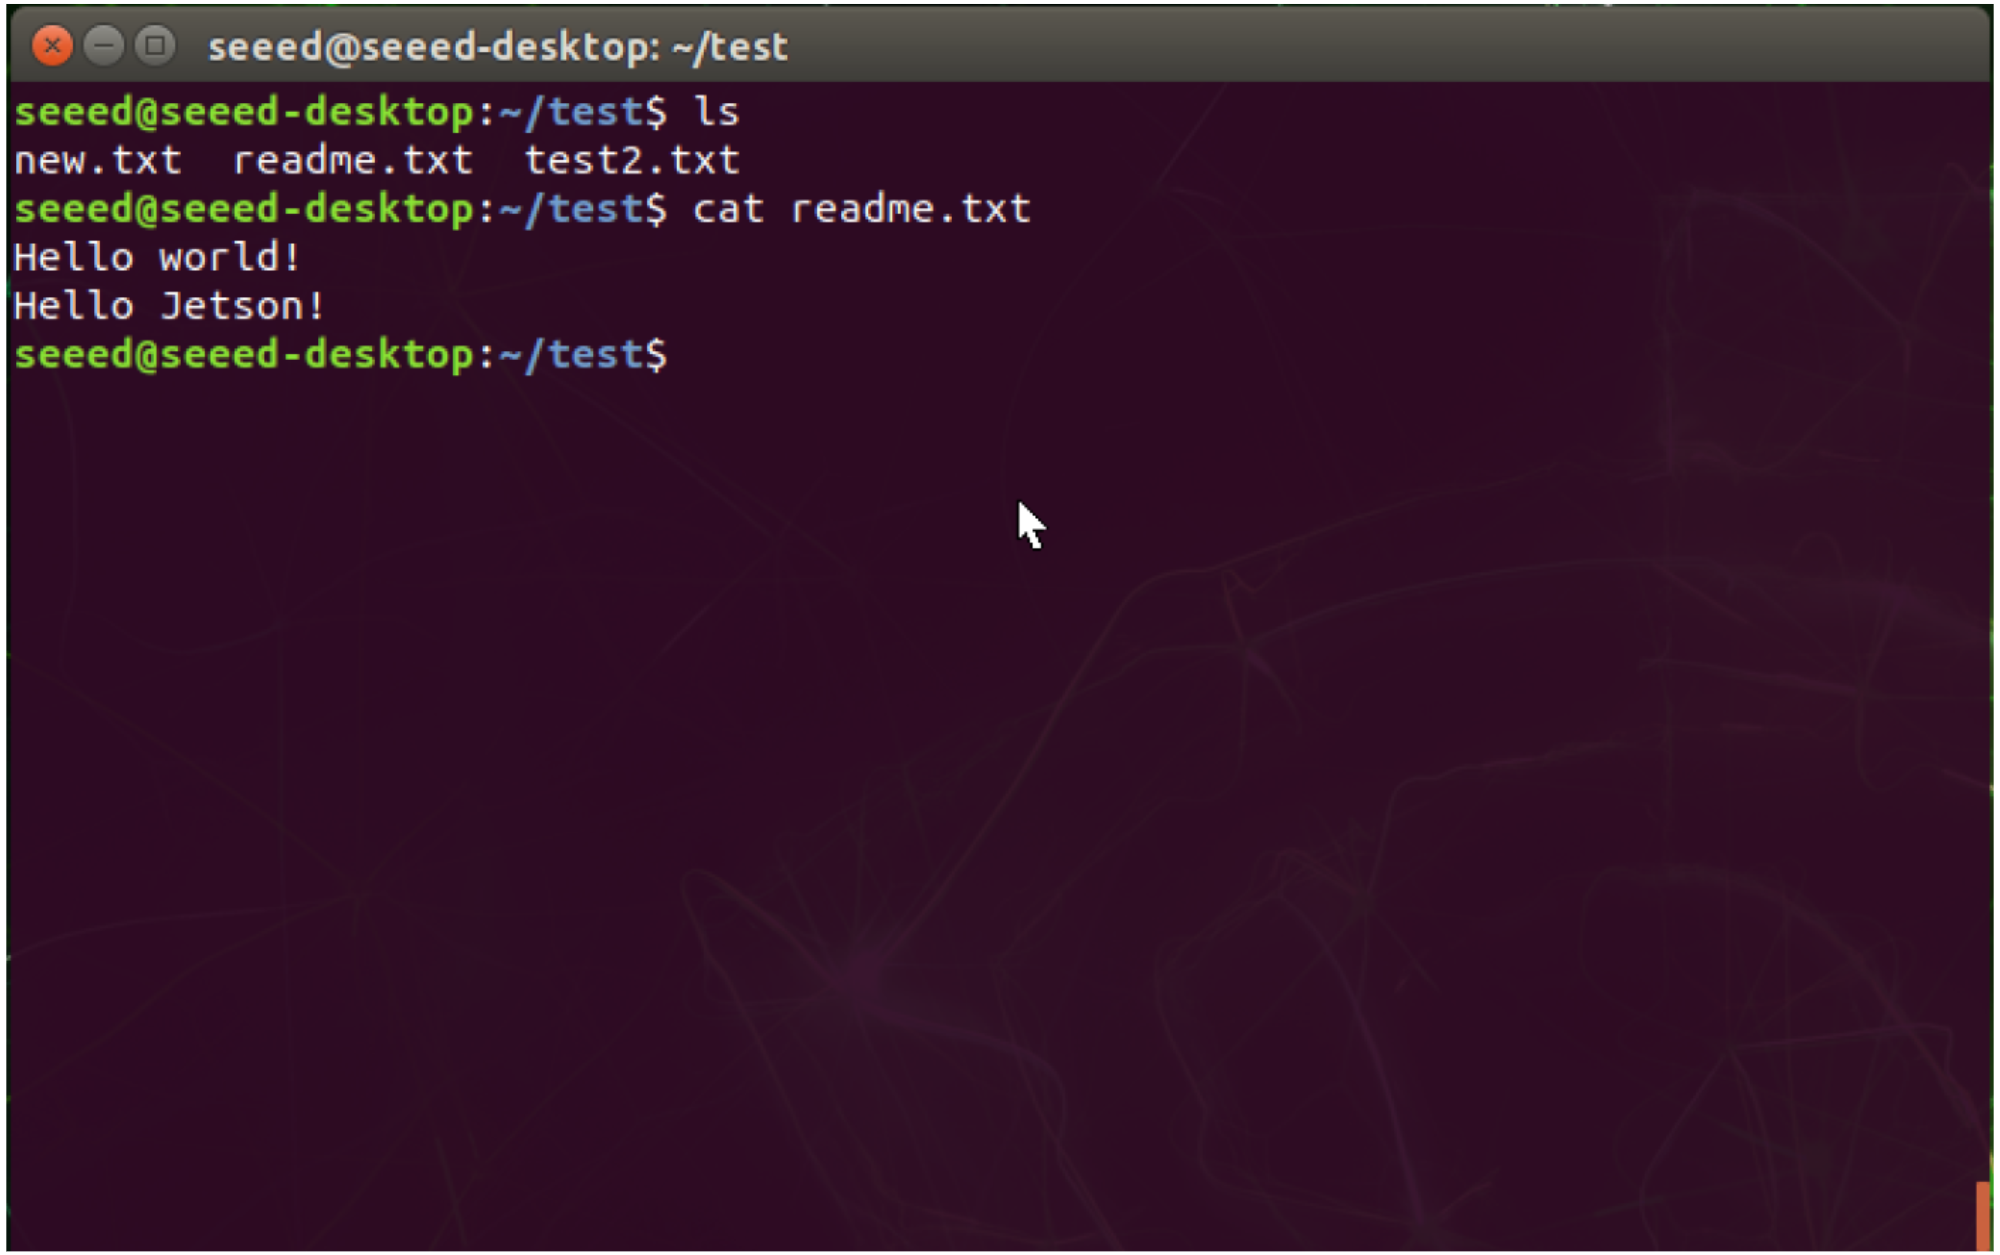 seeed@seeed-desktop: ~/test
seeed@seeed-desktop:~/test$ ls
new.txt  readme.txt  test2.txt
seeed@seeed-desktop:~/test$ cat readme.txt
Hello world!
Hello Jetson!
seeed@seeed-desktop:~/test$